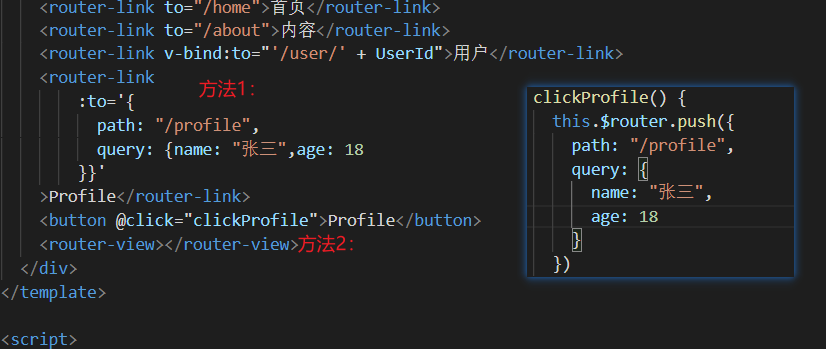 <router-link to="/home">首页</router-link>
<router-link to="/about">内容</router-link>
<router-link v-bind:to="'/user/' + UserId">用户</router-link>
<router-link
方法1:
:to='{
path: "/profile",
query: {name: "张三",age: 18
}}'
>Profile</router-link>
<button @click="clickProfile">Profile</button>
<router-view></router-view>方法2:
</div>
</template>
<script>
clickProfile() {
this.$router.push({
path: "/profile",
query: {
name: "张三",
age: 18
}
})